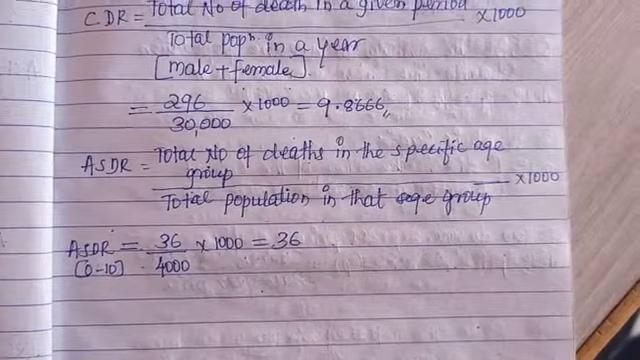 Total No of death in a given period
CDR = × 1000
Total popⁿ in a year
[male + female].
= 296 / 30,000 × 1000 = 9.8666,,
Total No of deaths in the specific age
ASDR = group × 1000
Total population in that age group
ASDR = 36 / 4000 × 1000 = 36
[0-10]